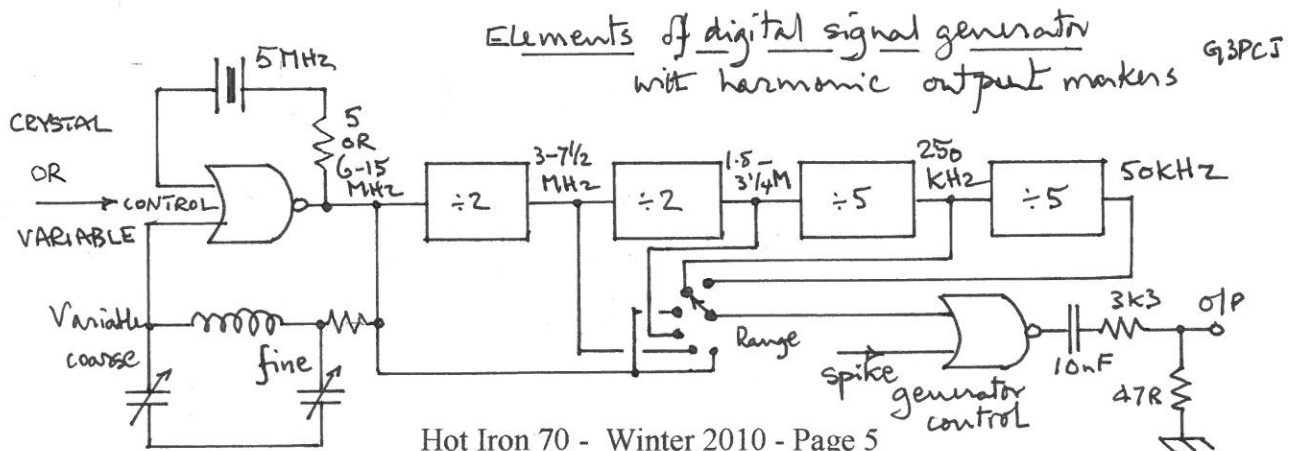 Elements of digital signal generator
with harmonic output markers
G3PCJ
5 MHz
CRYSTAL
OR
CONTROL
VARIABLE
5
OR
6-15
MHz
÷2
3-7½
MHz
÷2
1.5-
3¼M
÷5
250
KHz
÷5
50KHz
Variable
coarse
fine
Range
spike
generator
control
10nF
3K3
O/P
47R
Hot Iron 70 - Winter 2010 - Page 5